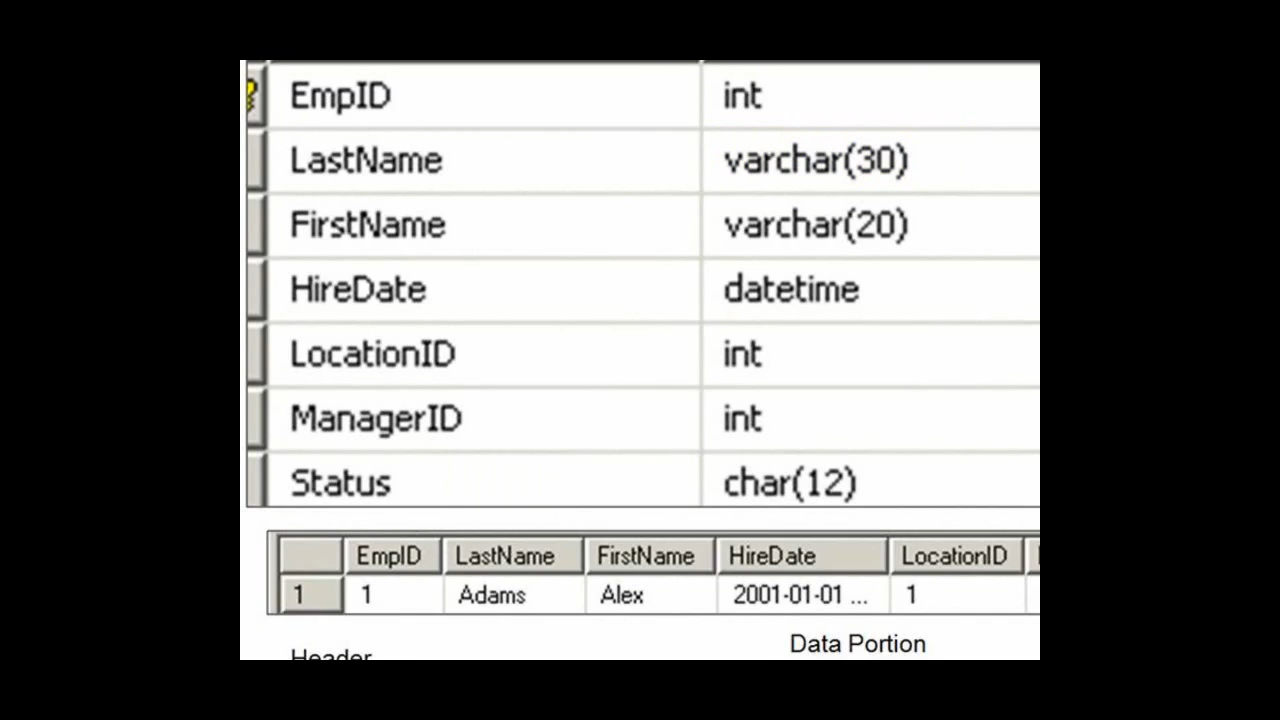 EmpID int
LastName varchar(30)
FirstName varchar(20)
HireDate datetime
LocationID int
ManagerID int
Status char(12)
EmpID LastName FirstName HireDate LocationID
1 1 Adams Alex 2001-01-01 ... 1
Data Portion
Header